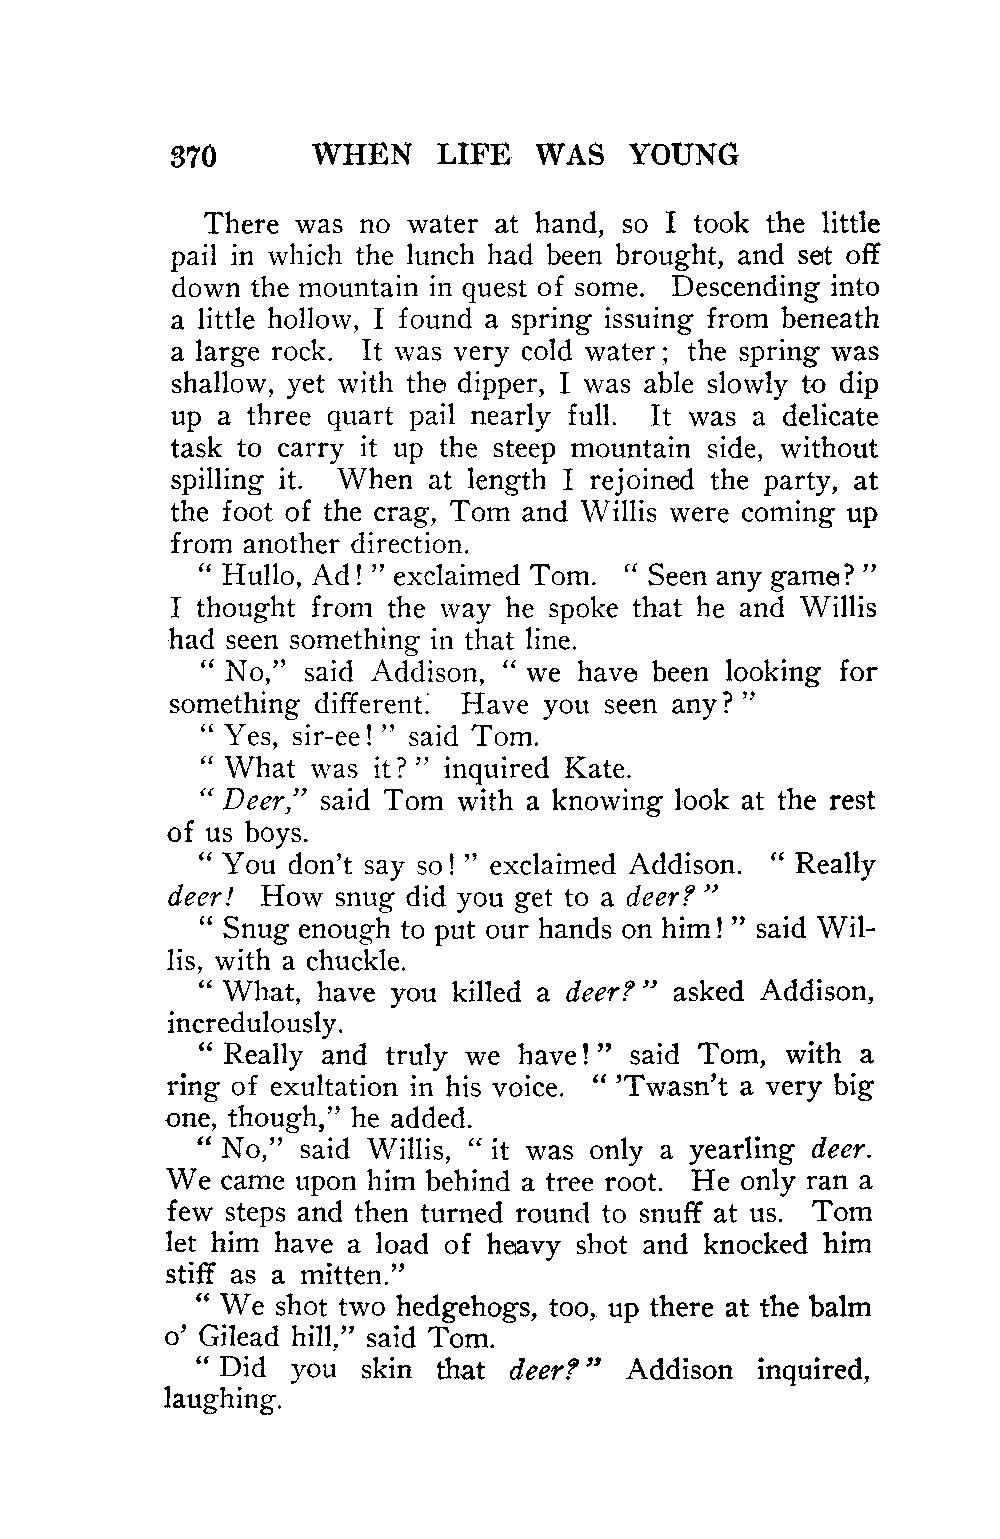 370 WHEN LIFE WAS YOUNG
There was no water at hand, so I took the little
pail in which the lunch had been brought, and set off
down the mountain in quest of some. Descending into
a little hollow, I found a spring issuing from beneath
a large rock. It was very cold water; the spring was
shallow, yet with the dipper, I was able slowly to dip
up a three quart pail nearly full. It was a delicate
task to carry it up the steep mountain side, without
spilling it. When at length I rejoined the party, at
the foot of the crag, Tom and Willis were coming up
from another direction.
“ Hullo, Ad! ” exclaimed Tom. “ Seen any game? ”
I thought from the way he spoke that he and Willis
had seen something in that line.
“ No,” said Addison, “ we have been looking for
something different. Have you seen any? ”
“ Yes, sir-ee! ” said Tom.
“ What was it? ” inquired Kate.
“ Deer,” said Tom with a knowing look at the rest
of us boys.
“ You don't say so! ” exclaimed Addison. “ Really
deer! How snug did you get to a deer? ”
“ Snug enough to put our hands on him! ” said Wil-
lis, with a chuckle.
“ What, have you killed a deer? ” asked Addison,
incredulously.
“ Really and truly we have! ” said Tom, with a
ring of exultation in his voice. “ 'Twasn't a very big
one, though,” he added.
“ No,” said Willis, “ it was only a yearling deer.
We came upon him behind a tree root. He only ran a
few steps and then turned round to snuff at us. Tom
let him have a load of heavy shot and knocked him
stiff as a mitten.”
“ We shot two hedgehogs, too, up there at the balm
o' Gilead hill,” said Tom.
“ Did you skin that deer? ” Addison inquired,
laughing.